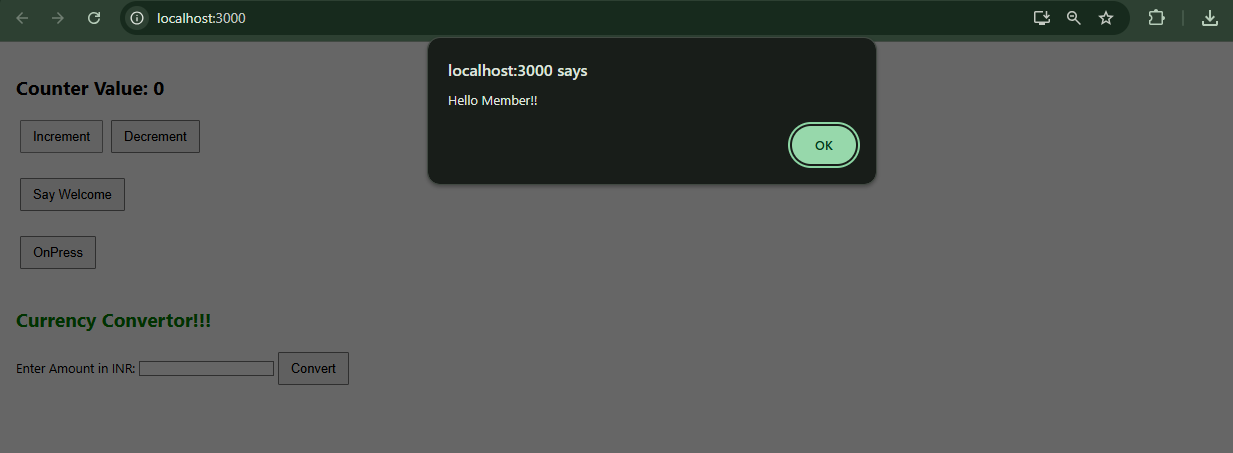 localhost:3000
localhost:3000 says
Hello Member!!
OK
Counter Value: 0
Increment Decrement
Say Welcome
OnPress
Currency Convertor!!!
Enter Amount in INR: Convert